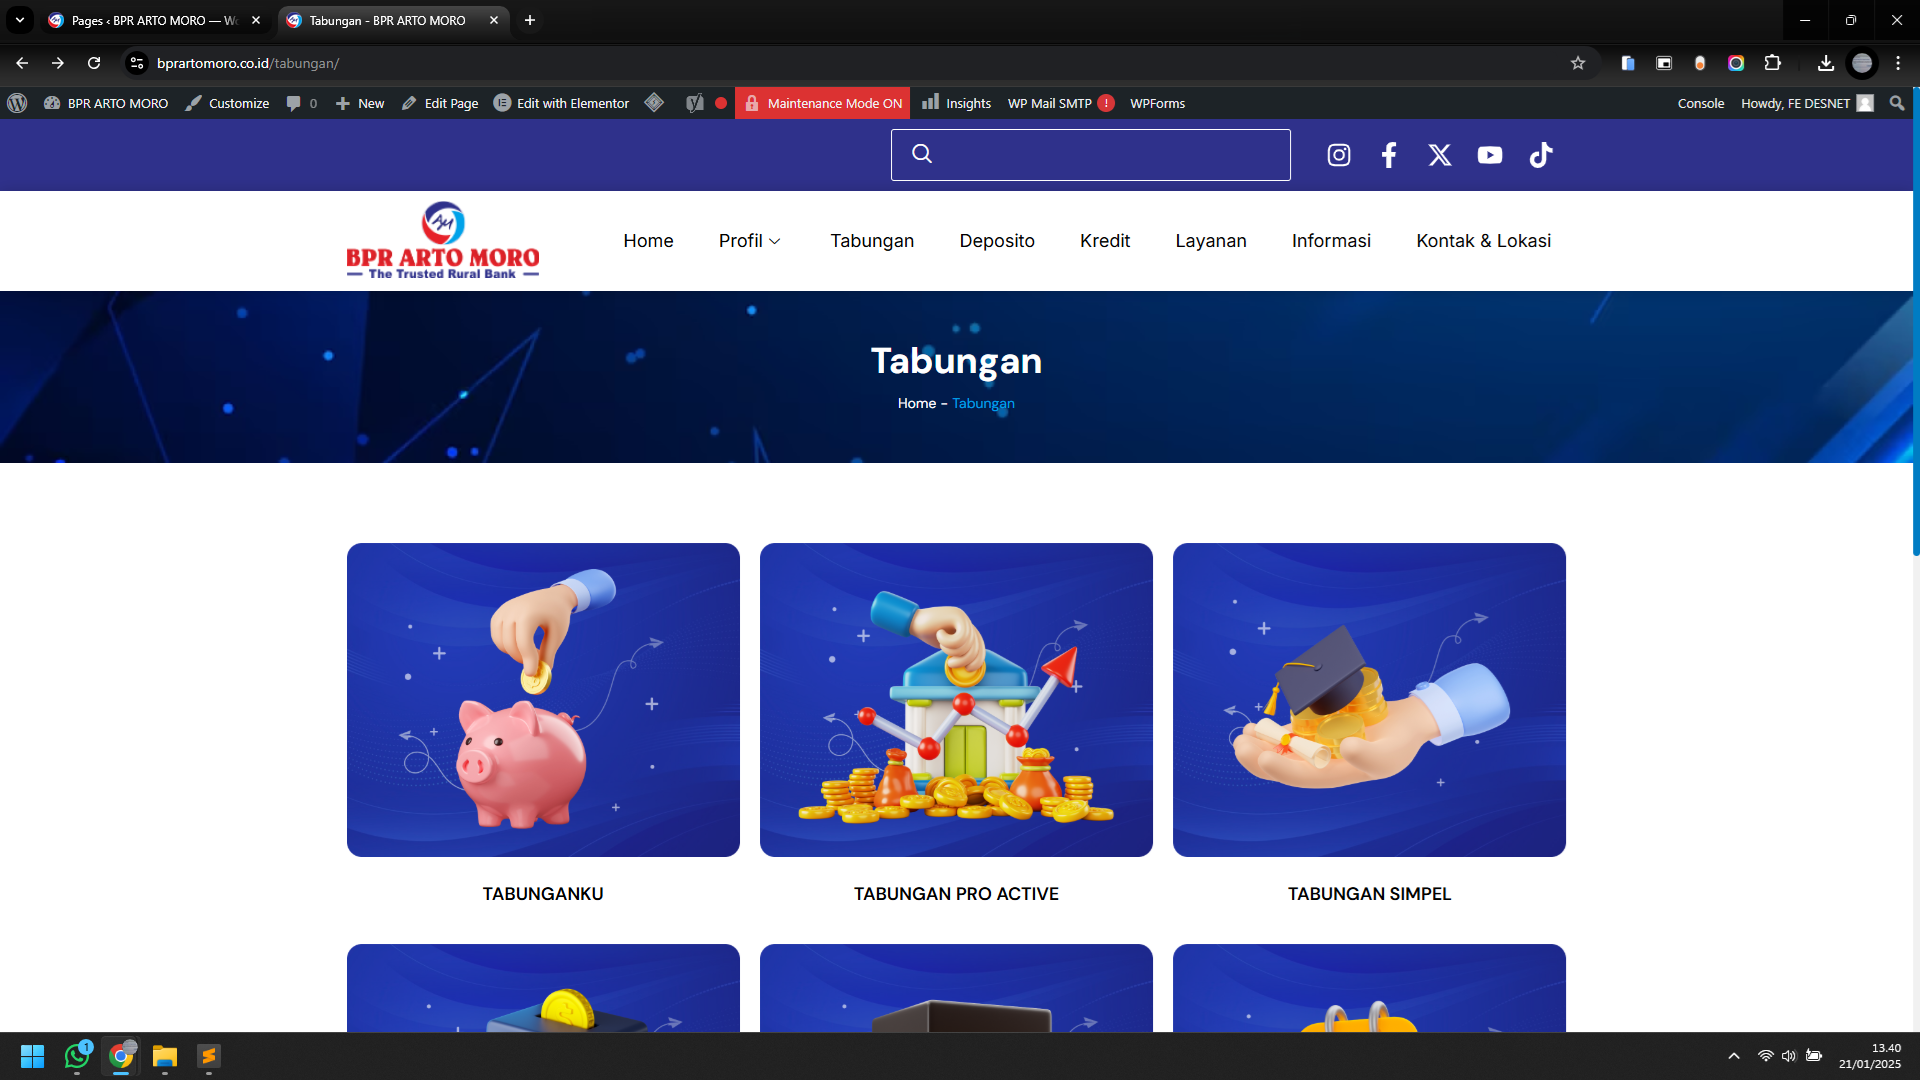 Pages ‹ BPR ARTO MORO — Wo
Tabungan - BPR ARTO MORO
bprartomoro.co.id/tabungan/
BPR ARTO MORO
Customize
0
New
Edit Page
Edit with Elementor
Maintenance Mode ON
Insights
WP Mail SMTP !
WPForms
Console
Howdy, FE DESNET
AM
BPR ARTO MORO
The Trusted Rural Bank
Home
Profil
Tabungan
Deposito
Kredit
Layanan
Informasi
Kontak & Lokasi
Tabungan
Home - Tabungan
TABUNGANKU
TABUNGAN PRO ACTIVE
TABUNGAN SIMPEL
1
13.40
21/01/2025